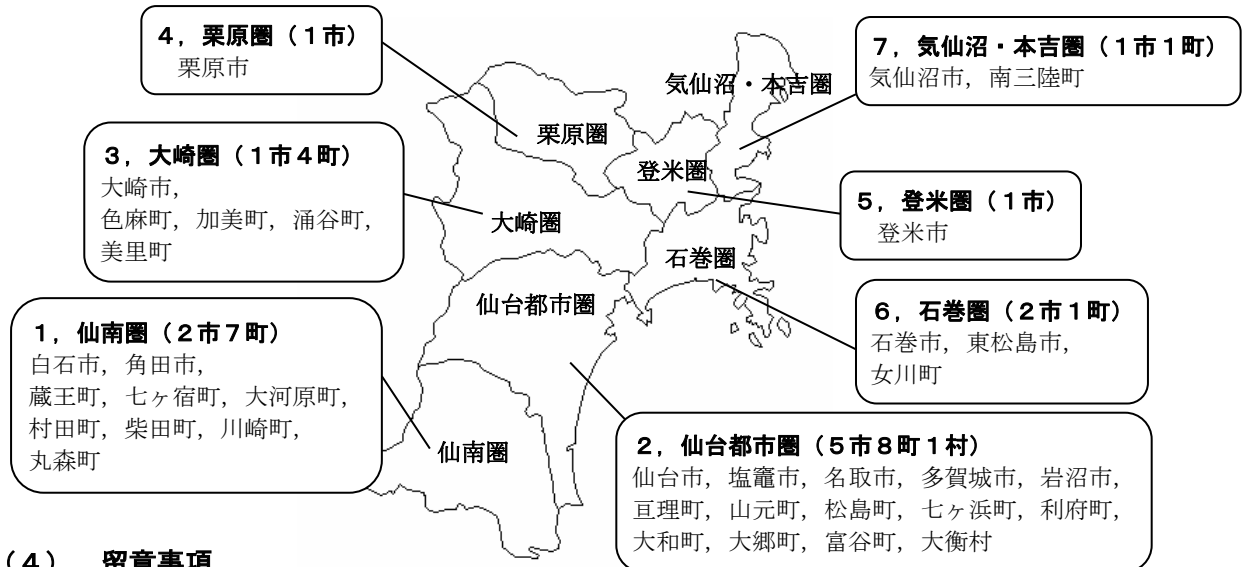 4，栗原圏（1市）
栗原市
7，気仙沼・本吉圏（1市1町）
気仙沼市，南三陸町
気仙沼・本吉圏
栗原圏
3，大崎圏（1市4町）
大崎市，
色麻町，加美町，涌谷町，
美里町
登米圏
5，登米圏（1市）
登米市
大崎圏
石巻圏
仙台都市圏
6，石巻圏（2市1町）
石巻市，東松島市，
女川町
1，仙南圏（2市7町）
白石市，角田市，
蔵王町，七ヶ宿町，大河原町，
村田町，柴田町，川崎町，
丸森町
仙南圏
2，仙台都市圏（5市8町1村）
仙台市，塩竈市，名取市，多賀城市，岩沼市，
亘理町，山元町，松島町，七ヶ浜町，利府町，
大和町，大郷町，富谷町，大衡村
（4） 留意事項